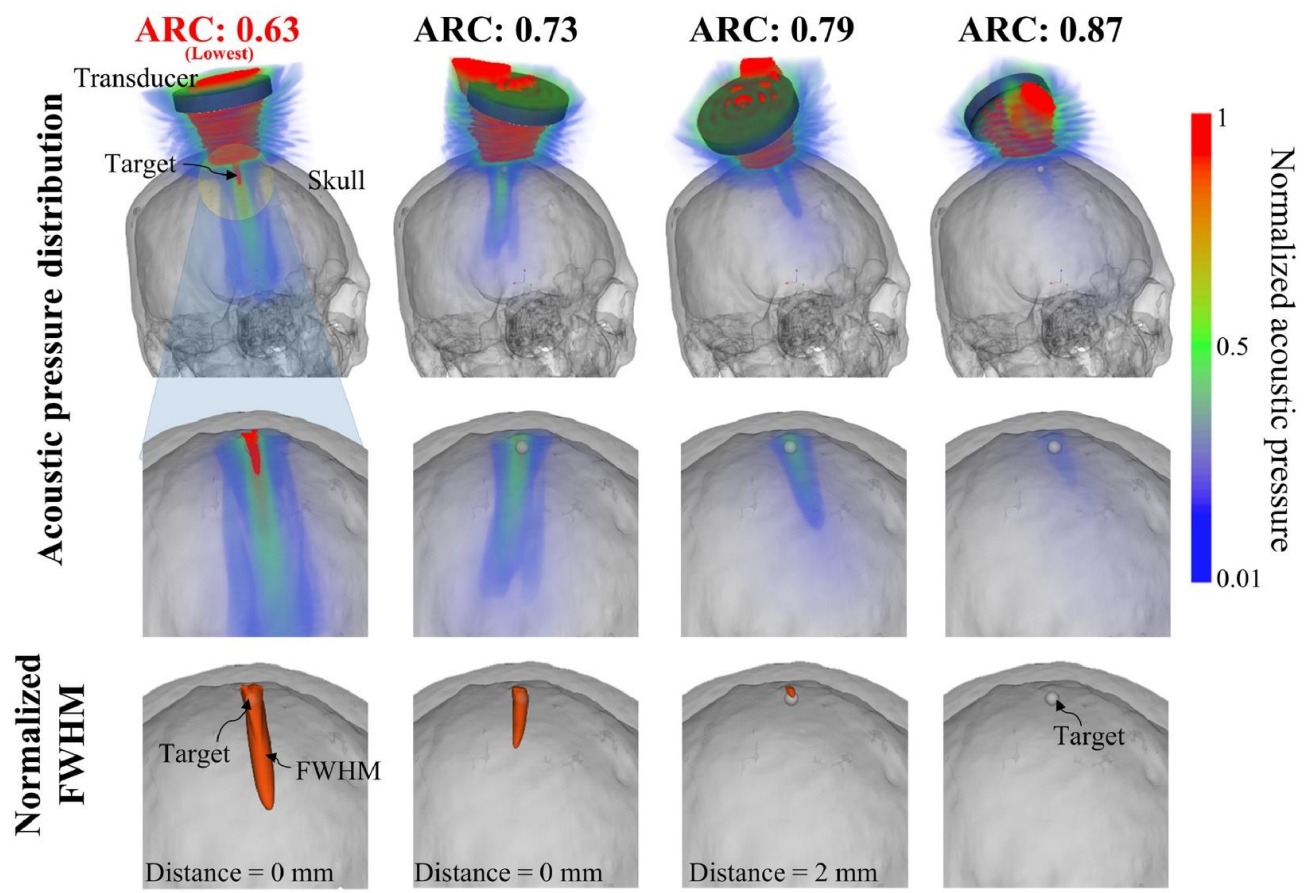 ARC: 0.63
(Lowest)
ARC: 0.73
ARC: 0.79
ARC: 0.87
Transducer
Target
Skull
Acoustic pressure distribution
1
0.5
0.01
Normalized acoustic pressure
Normalized
FWHM
Target
FWHM
Distance = 0 mm
Distance = 0 mm
Distance = 2 mm
Target